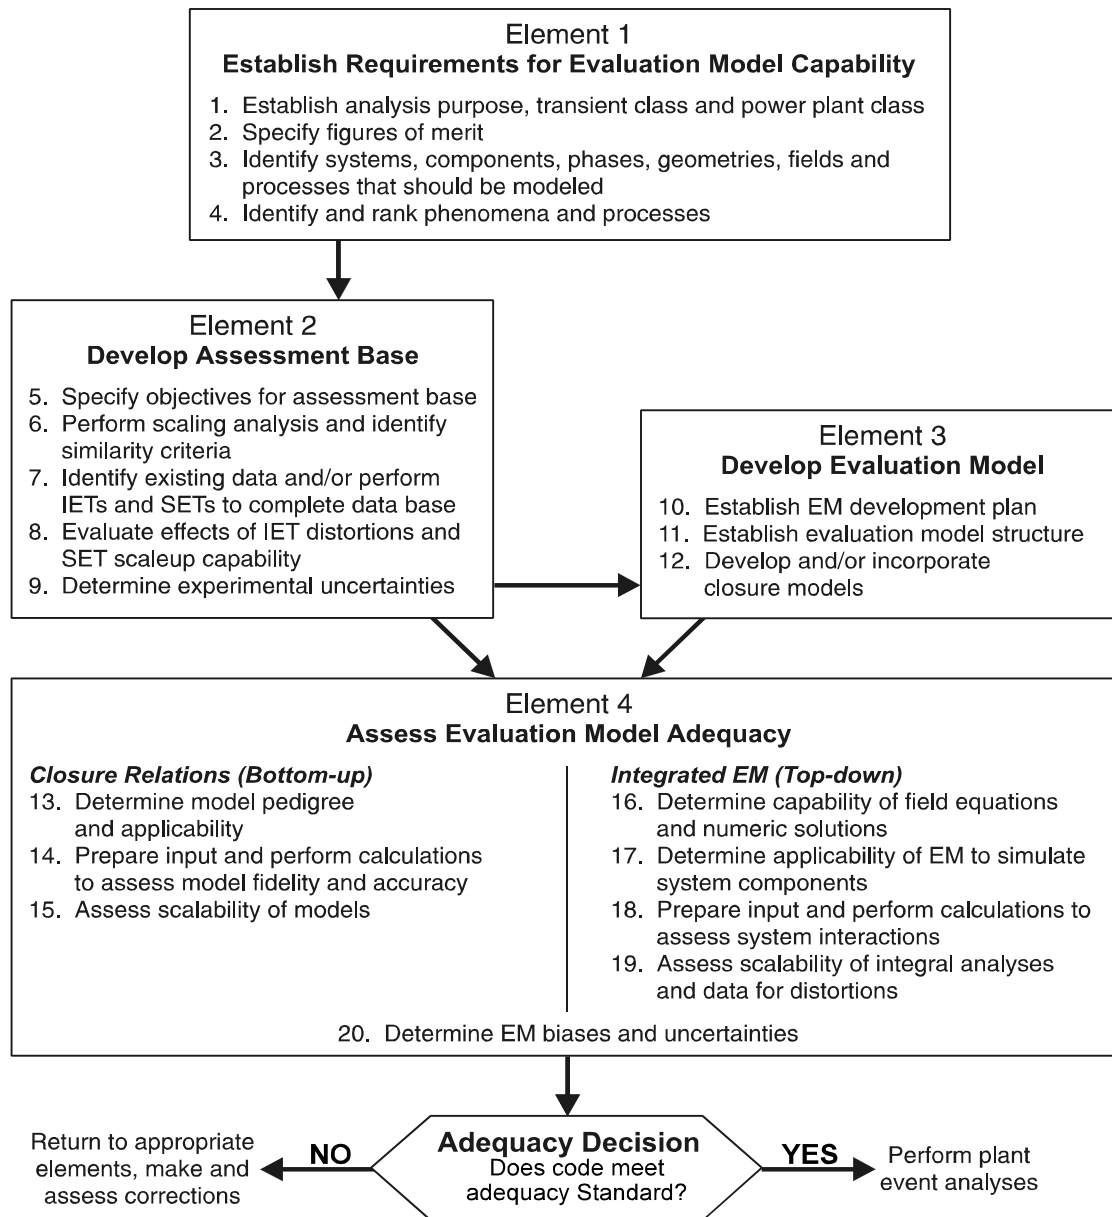 Element 1
Establish Requirements for Evaluation Model Capability
1. Establish analysis purpose, transient class and power plant class
2. Specify figures of merit
3. Identify systems, components, phases, geometries, fields and
processes that should be modeled
4. Identify and rank phenomena and processes
Element 2
Develop Assessment Base
5. Specify objectives for assessment base
6. Perform scaling analysis and identify
similarity criteria
7. Identify existing data and/or perform
IETs and SETs to complete data base
8. Evaluate effects of IET distortions and
SET scaleup capability
9. Determine experimental uncertainties
Element 3
Develop Evaluation Model
10. Establish EM development plan
11. Establish evaluation model structure
12. Develop and/or incorporate
closure models
Element 4
Assess Evaluation Model Adequacy
Closure Relations (Bottom-up)
13. Determine model pedigree
and applicability
14. Prepare input and perform calculations
to assess model fidelity and accuracy
15. Assess scalability of models
Integrated EM (Top-down)
16. Determine capability of field equations
and numeric solutions
17. Determine applicability of EM to simulate
system components
18. Prepare input and perform calculations to
assess system interactions
19. Assess scalability of integral analyses
and data for distortions
20. Determine EM biases and uncertainties
Adequacy Decision
Does code meet
adequacy Standard?
NO
Return to appropriate
elements, make and
assess corrections
YES
Perform plant
event analyses